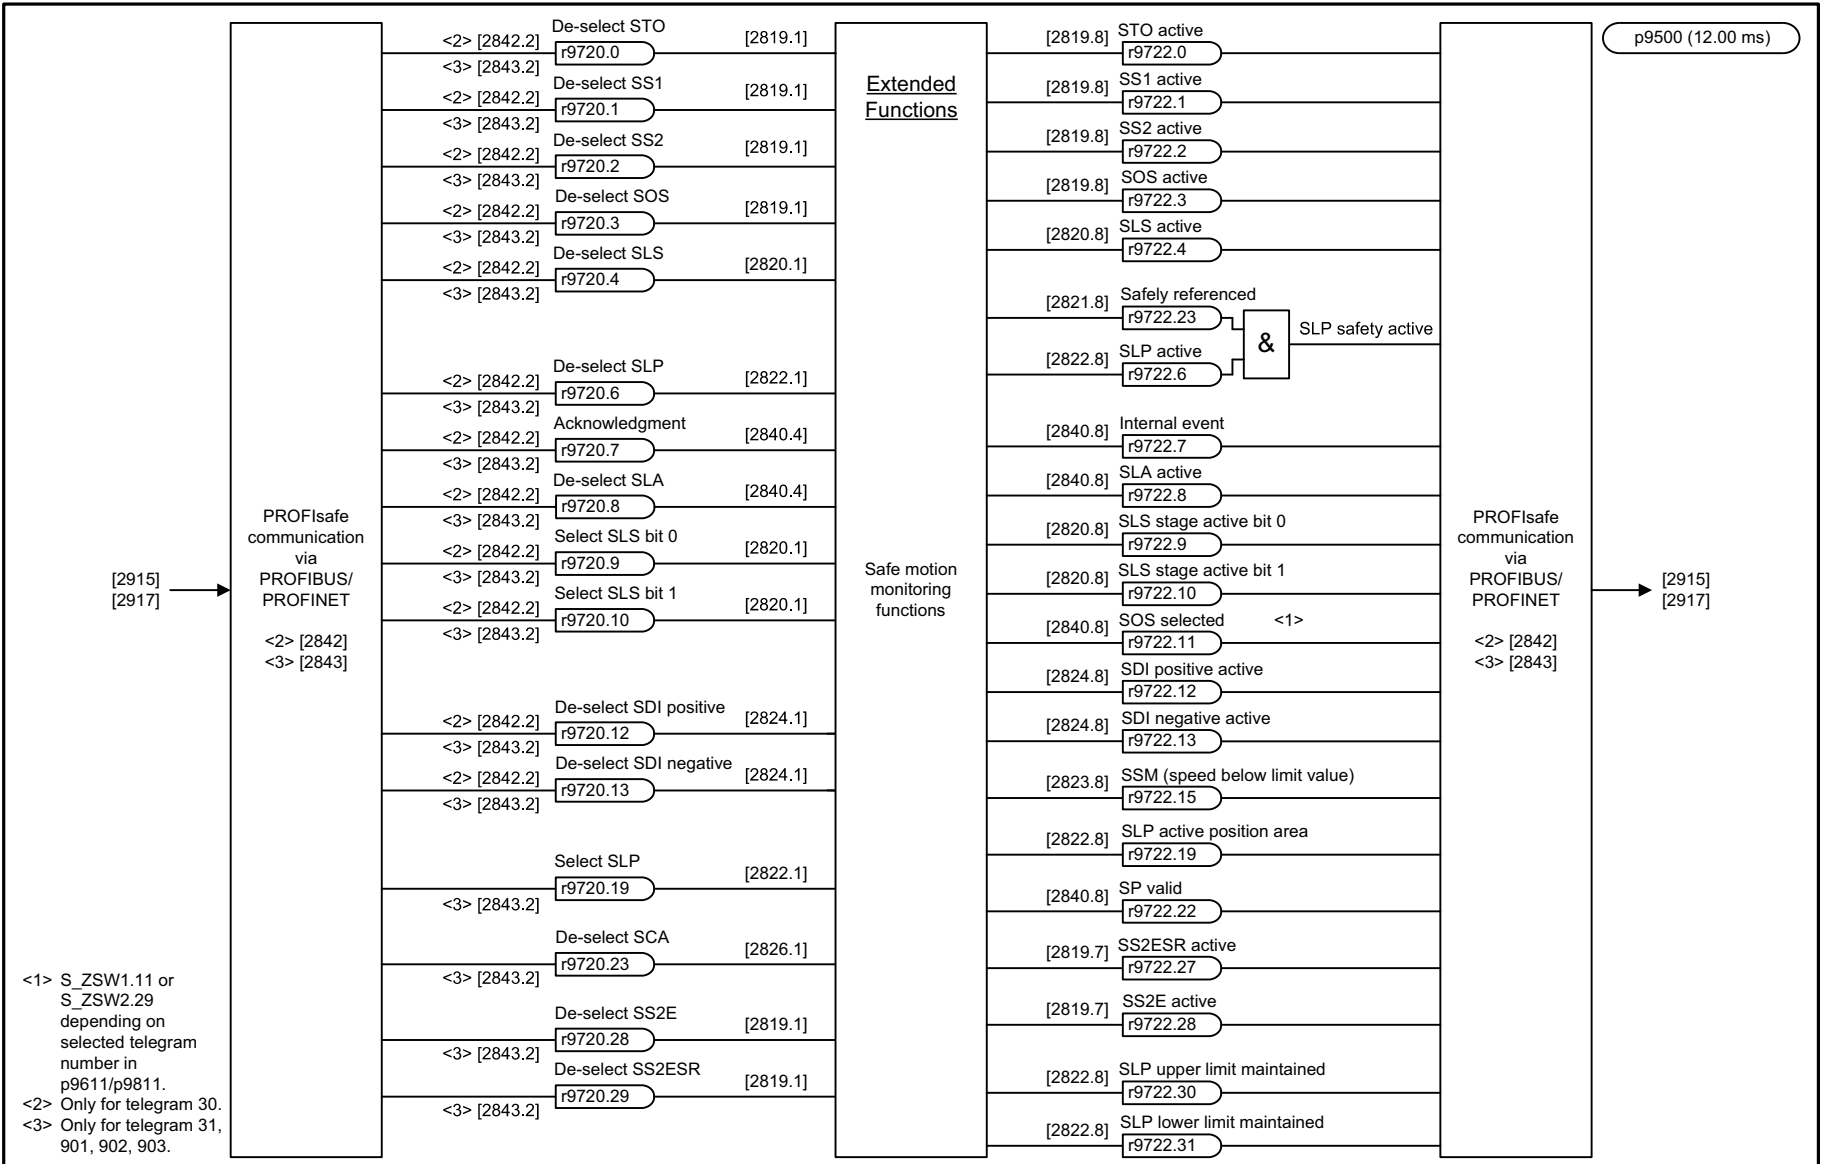 p9500 (12.00 ms)
[2915]
[2917]
PROFIsafe
communication
via
PROFIBUS/
PROFINET
<2> [2842]
<3> [2843]
De-select STO
<2> [2842.2]
r9720.0
[2819.1]
<3> [2843.2]
De-select SS1
<2> [2842.2]
r9720.1
[2819.1]
<3> [2843.2]
De-select SS2
<2> [2842.2]
r9720.2
[2819.1]
<3> [2843.2]
De-select SOS
<2> [2842.2]
r9720.3
[2819.1]
<3> [2843.2]
De-select SLS
<2> [2842.2]
r9720.4
[2820.1]
<3> [2843.2]
De-select SLP
<2> [2842.2]
r9720.6
[2822.1]
<3> [2843.2]
Acknowledgment
<2> [2842.2]
r9720.7
[2840.4]
<3> [2843.2]
De-select SLA
<2> [2842.2]
r9720.8
[2840.4]
<3> [2843.2]
Select SLS bit 0
<2> [2842.2]
r9720.9
[2820.1]
<3> [2843.2]
Select SLS bit 1
<2> [2842.2]
r9720.10
[2820.1]
<3> [2843.2]
De-select SDI positive
<2> [2842.2]
r9720.12
[2824.1]
<3> [2843.2]
De-select SDI negative
<2> [2842.2]
r9720.13
[2824.1]
<3> [2843.2]
Select SLP
r9720.19
[2822.1]
<3> [2843.2]
De-select SCA
r9720.23
[2826.1]
<3> [2843.2]
De-select SS2E
r9720.28
[2819.1]
<3> [2843.2]
De-select SS2ESR
r9720.29
[2819.1]
<3> [2843.2]
Extended
Functions
Safe motion
monitoring
functions
[2819.8] STO active
r9722.0
[2819.8] SS1 active
r9722.1
[2819.8] SS2 active
r9722.2
[2819.8] SOS active
r9722.3
[2820.8] SLS active
r9722.4
[2821.8] Safely referenced
r9722.23
&
SLP safety active
[2822.8] SLP active
r9722.6
[2840.8] Internal event
r9722.7
[2840.8] SLA active
r9722.8
[2820.8] SLS stage active bit 0
r9722.9
[2820.8] SLS stage active bit 1
r9722.10
[2840.8] SOS selected <1>
r9722.11
[2824.8] SDI positive active
r9722.12
[2824.8] SDI negative active
r9722.13
[2823.8] SSM (speed below limit value)
r9722.15
[2822.8] SLP active position area
r9722.19
[2840.8] SP valid
r9722.22
[2819.7] SS2ESR active
r9722.27
[2819.7] SS2E active
r9722.28
[2822.8] SLP upper limit maintained
r9722.30
[2822.8] SLP lower limit maintained
r9722.31
PROFIsafe
communication
via
PROFIBUS/
PROFINET
<2> [2842]
<3> [2843]
[2915]
[2917]
<1> S_ZSW1.11 or
S_ZSW2.29
depending on
selected telegram
number in
p9611/p9811.
<2> Only for telegram 30.
<3> Only for telegram 31,
901, 902, 903.